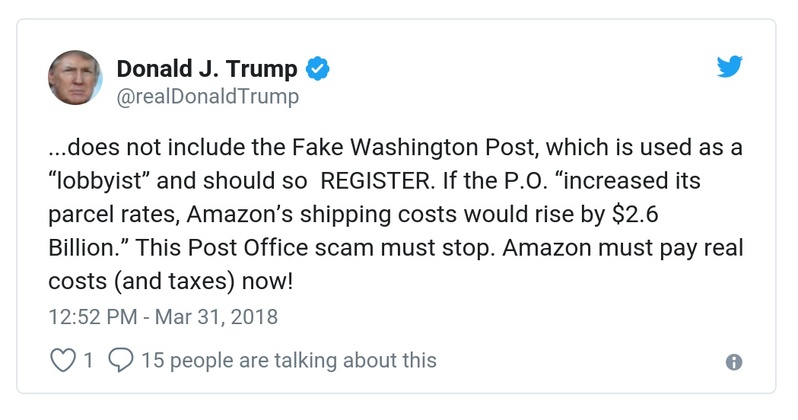 Donald J. Trump
@realDonaldTrump
...does not include the Fake Washington Post, which is used as a
“lobbyist” and should so  REGISTER. If the P.O. “increased its
parcel rates, Amazon’s shipping costs would rise by $2.6
Billion.” This Post Office scam must stop. Amazon must pay real
costs (and taxes) now!
12:52 PM - Mar 31, 2018
1 15 people are talking about this